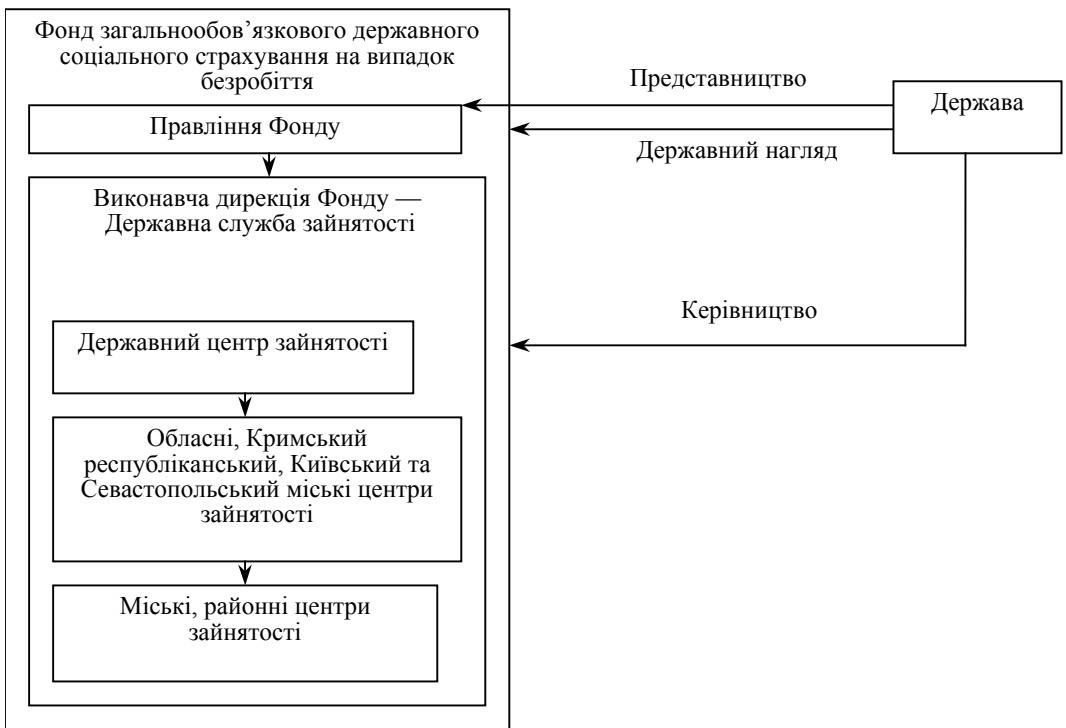 Фонд загальнообов’язкового державного
соціального страхування на випадок
безробіття
Правління Фонду
Виконавча дирекція Фонду —
Державна служба зайнятості
Державний центр зайнятості
Обласні, Кримський
республіканський, Київський та
Севастопольський міські центри
зайнятості
Міські, районні центри
зайнятості
Представництво
Держава
Державний нагляд
Керівництво